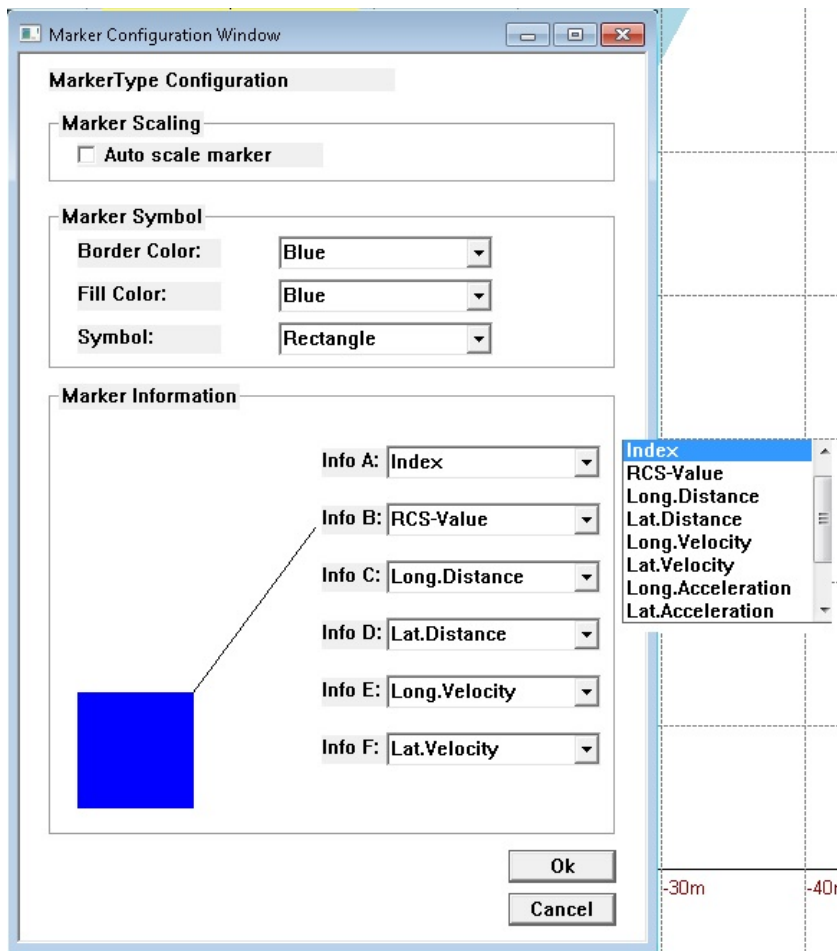 Marker Configuration Window
MarkerType Configuration
Marker Scaling
Auto scale marker
Marker Symbol
Border Color: Blue
Fill Color: Blue
Symbol: Rectangle
Marker Information
Info A: Index
Info B: RCS-Value
Info C: Long.Distance
Info D: Lat.Distance
Info E: Long.Velocity
Info F: Lat.Velocity
Ok
Cancel
Index
RCS-Value
Long.Distance
Lat.Distance
Long.Velocity
Lat.Velocity
Long.Acceleration
Lat.Acceleration
-30m